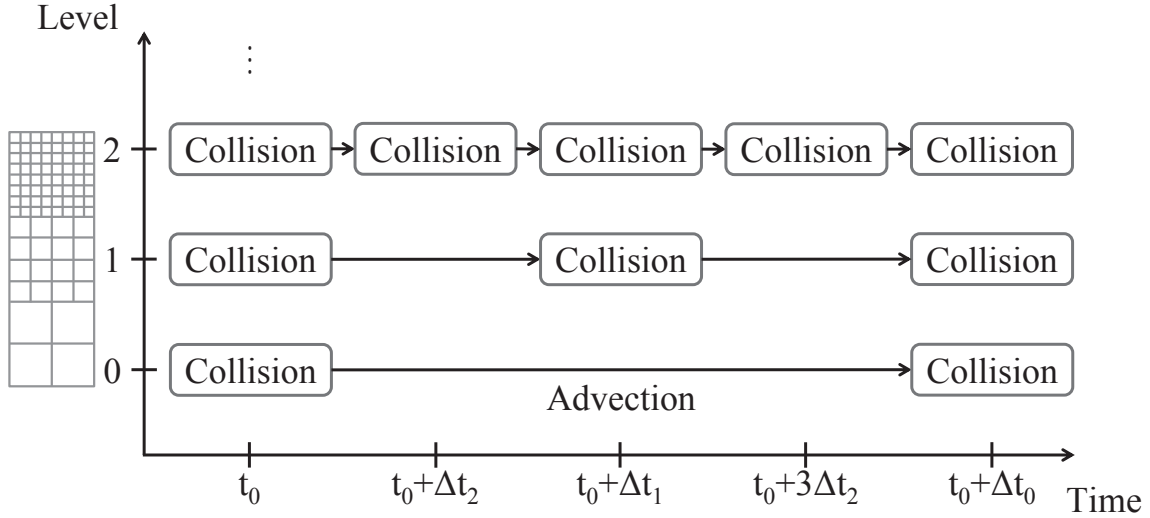 Level
⋮
2 Collision Collision Collision Collision Collision
1 Collision Collision Collision
0 Collision Collision
Advection
t₀ t₀+Δt₂ t₀+Δt₁ t₀+3Δt₂ t₀+Δt₀
Time